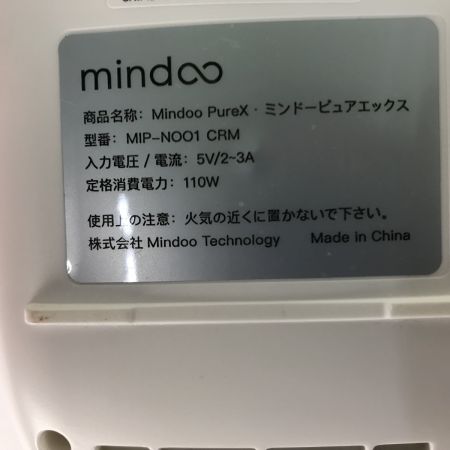 mindoo
商品名称: Mindoo PureX・ミンドーピュアエックス
型番: MIP-N001 CRM
入力電圧 / 電流: 5V/2~3A
定格消費電力: 110W
使用上の注意: 火気の近くに置かないで下さい。
株式会社 Mindoo Technology Made in China